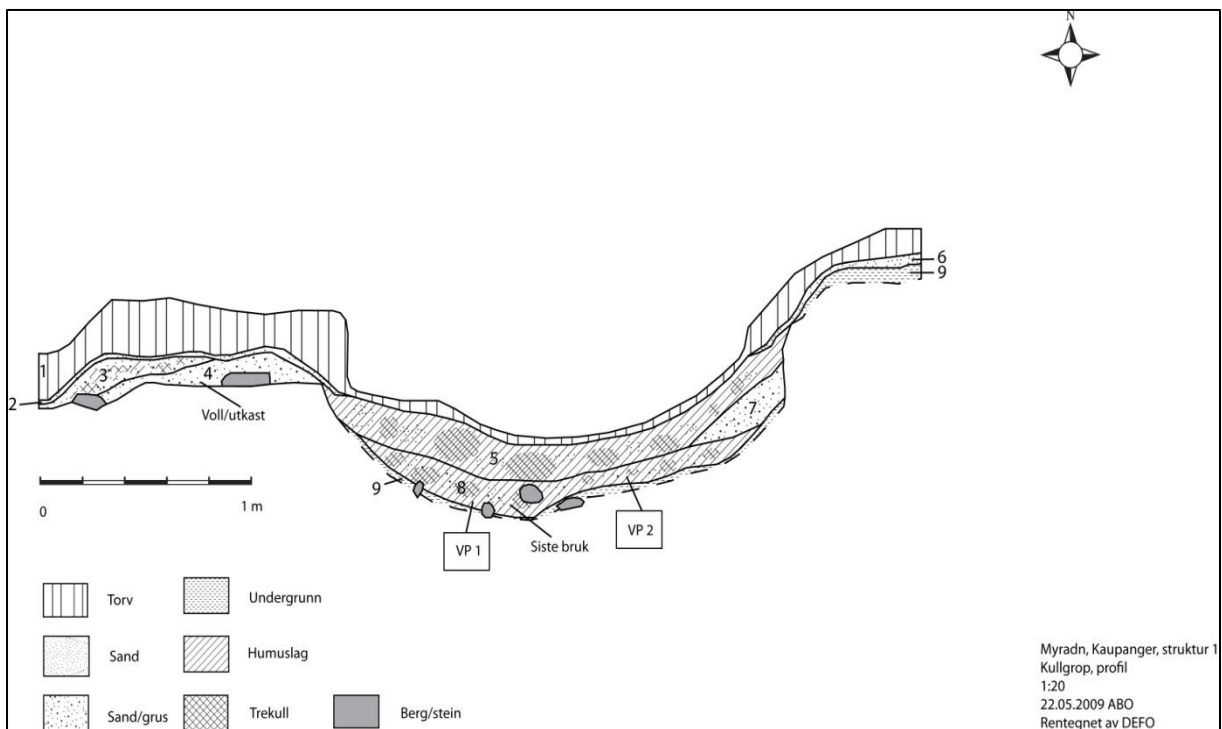 N
6
9
1
3
4
2
Voll/utkast
7
5
9
8
0
1 m
VP 1
Siste bruk
VP 2
Torv
Undergrunn
Sand
Humuslag
Sand/grus
Trekull
Berg/stein
Myradn, Kaupanger, struktur 1
Kullgrop, profil
1:20
22.05.2009 ABO
Rentegnet av DEFO